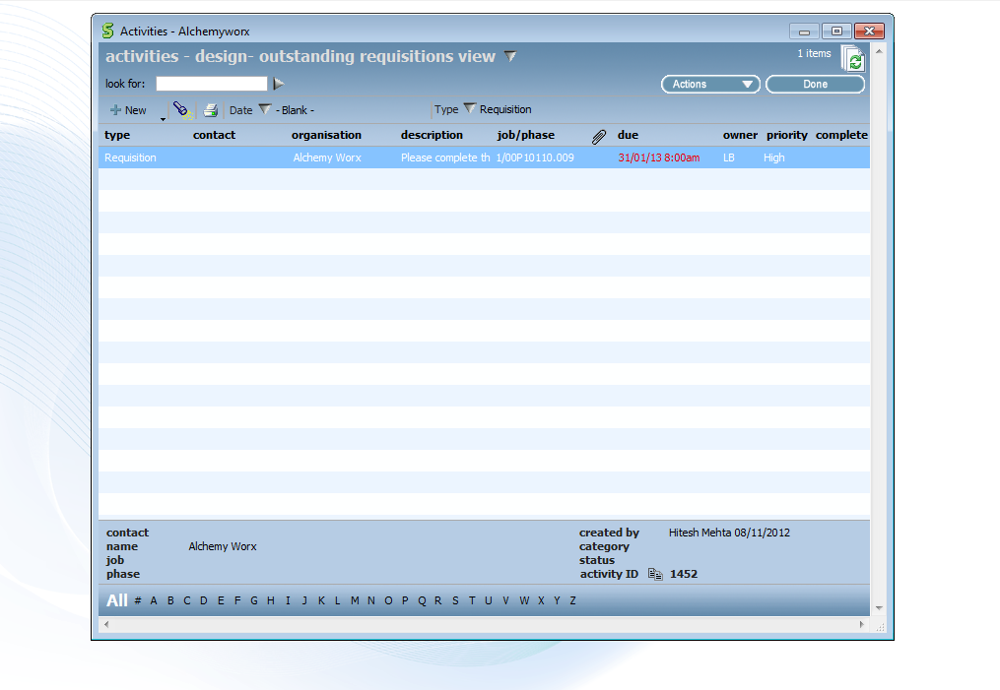 Activities - Alchemyworx
activities - design- outstanding requisitions view
1 items
look for:
Actions Done
New Date - Blank - Type Requisition
type contact organisation description job/phase due owner priority complete
Requisition Alchemy Worx Please complete th 1/00P10110.009 31/01/13 8:00am LB High
contact created by Hitesh Mehta 08/11/2012
name Alchemy Worx category
job status
phase activity ID 1452
All # A B C D E F G H I J K L M N O P Q R S T U V W X Y Z